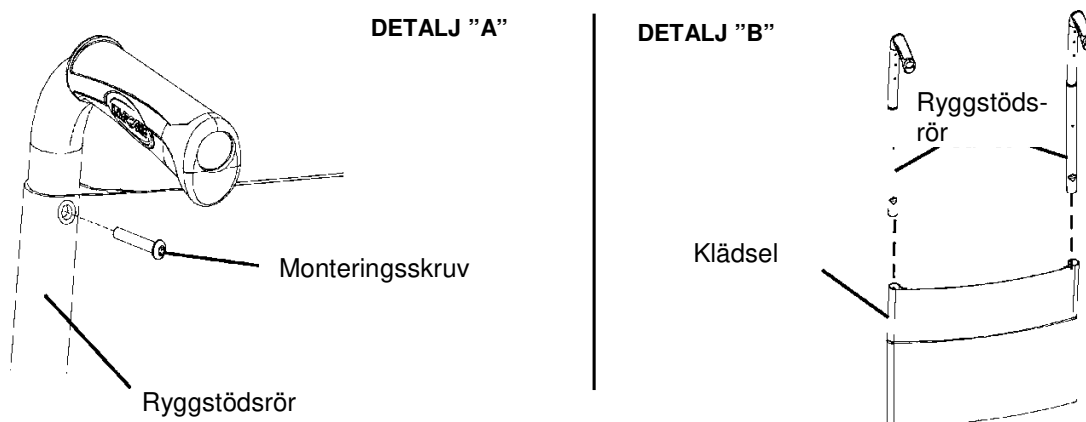 DETALJ ”A”
Monteringsskruv
Ryggstödsrör
DETALJ ”B”
Ryggstöds-
rör
Klädsel